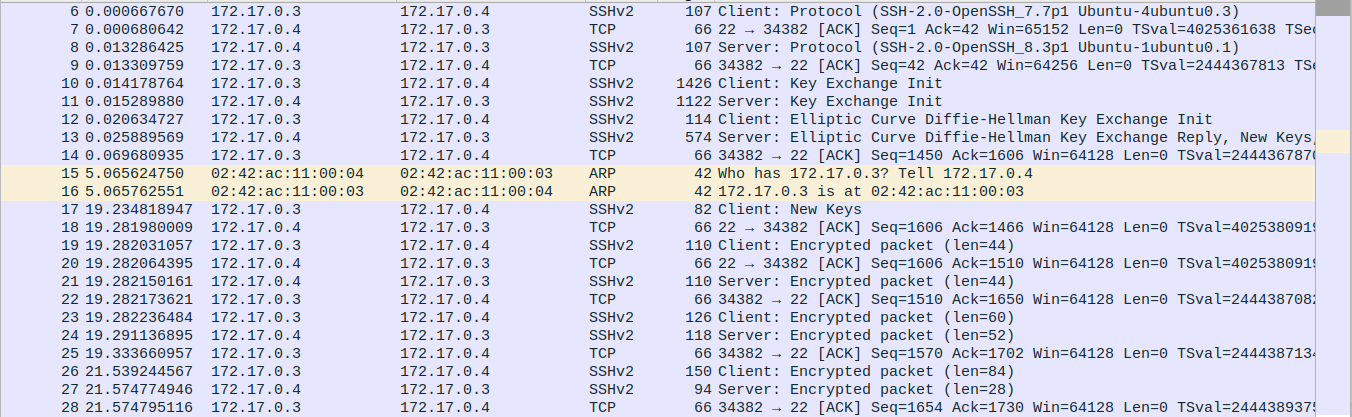 6 0.000667670 172.17.0.3 172.17.0.4 SSHv2 107 Client: Protocol (SSH-2.0-OpenSSH_7.7p1 Ubuntu-4ubuntu0.3)
7 0.000680642 172.17.0.4 172.17.0.3 TCP 66 22 → 34382 [ACK] Seq=1 Ack=42 Win=65152 Len=0 TSval=4025361638 TSec
8 0.013286425 172.17.0.4 172.17.0.3 SSHv2 107 Server: Protocol (SSH-2.0-OpenSSH_8.3p1 Ubuntu-1ubuntu0.1)
9 0.013309759 172.17.0.3 172.17.0.4 TCP 66 34382 → 22 [ACK] Seq=42 Ack=42 Win=64256 Len=0 TSval=2444367813 TSe
10 0.014178764 172.17.0.3 172.17.0.4 SSHv2 1426 Client: Key Exchange Init
11 0.015289880 172.17.0.4 172.17.0.3 SSHv2 1122 Server: Key Exchange Init
12 0.020634727 172.17.0.3 172.17.0.4 SSHv2 114 Client: Elliptic Curve Diffie-Hellman Key Exchange Init
13 0.025889569 172.17.0.4 172.17.0.3 SSHv2 574 Server: Elliptic Curve Diffie-Hellman Key Exchange Reply, New Keys,
14 0.069680935 172.17.0.3 172.17.0.4 TCP 66 34382 → 22 [ACK] Seq=1450 Ack=1606 Win=64128 Len=0 TSval=244436787
15 5.065624750 02:42:ac:11:00:04 02:42:ac:11:00:03 ARP 42 Who has 172.17.0.3? Tell 172.17.0.4
16 5.065762551 02:42:ac:11:00:03 02:42:ac:11:00:04 ARP 42 172.17.0.3 is at 02:42:ac:11:00:03
17 19.234818947 172.17.0.3 172.17.0.4 SSHv2 82 Client: New Keys
18 19.281980009 172.17.0.4 172.17.0.3 TCP 66 22 → 34382 [ACK] Seq=1606 Ack=1466 Win=64128 Len=0 TSval=402538091
19 19.282031057 172.17.0.3 172.17.0.4 SSHv2 110 Client: Encrypted packet (len=44)
20 19.282064395 172.17.0.4 172.17.0.3 TCP 66 22 → 34382 [ACK] Seq=1606 Ack=1510 Win=64128 Len=0 TSval=402538091
21 19.282150161 172.17.0.4 172.17.0.3 SSHv2 110 Server: Encrypted packet (len=44)
22 19.282173621 172.17.0.3 172.17.0.4 TCP 66 34382 → 22 [ACK] Seq=1510 Ack=1650 Win=64128 Len=0 TSval=244438708
23 19.282236484 172.17.0.3 172.17.0.4 SSHv2 126 Client: Encrypted packet (len=60)
24 19.291136895 172.17.0.4 172.17.0.3 SSHv2 118 Server: Encrypted packet (len=52)
25 19.333660957 172.17.0.3 172.17.0.4 TCP 66 34382 → 22 [ACK] Seq=1570 Ack=1702 Win=64128 Len=0 TSval=244438713
26 21.539244567 172.17.0.3 172.17.0.4 SSHv2 150 Client: Encrypted packet (len=84)
27 21.574774946 172.17.0.4 172.17.0.3 SSHv2 94 Server: Encrypted packet (len=28)
28 21.574795116 172.17.0.3 172.17.0.4 TCP 66 34382 → 22 [ACK] Seq=1654 Ack=1730 Win=64128 Len=0 TSval=244438937